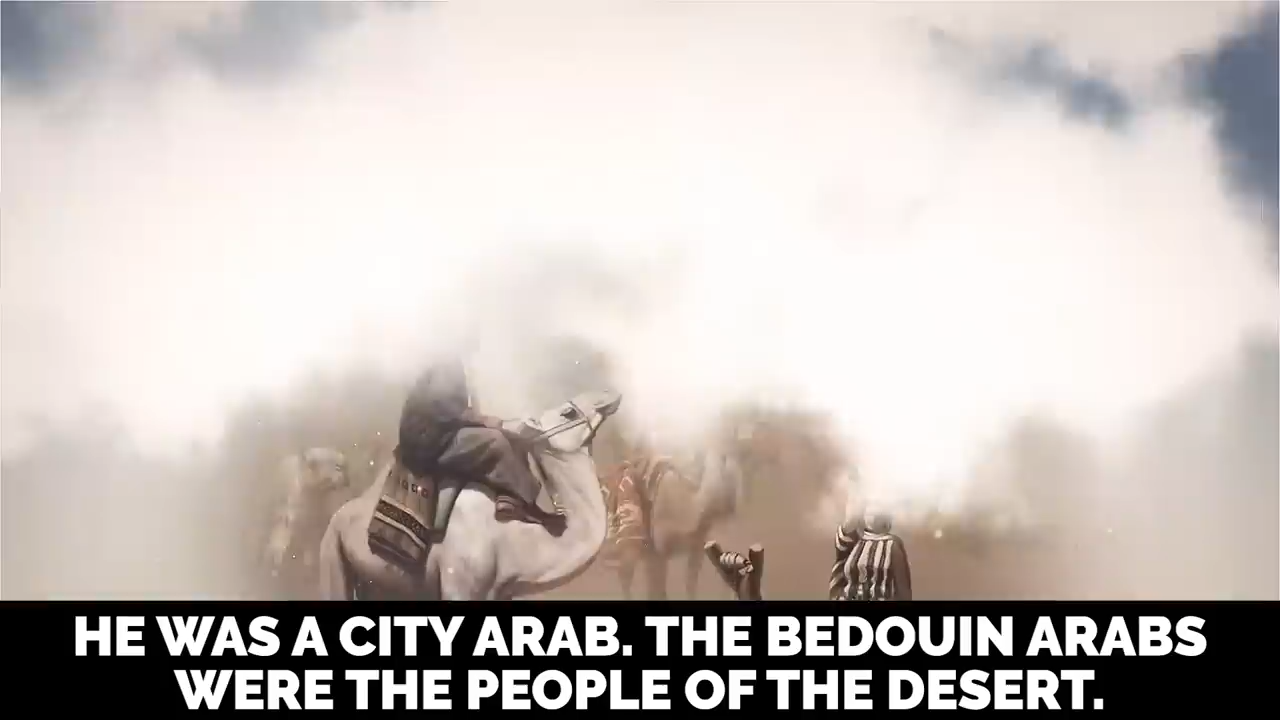 HE WAS A CITY ARAB. THE BEDOUIN ARABS
WERE THE PEOPLE OF THE DESERT.